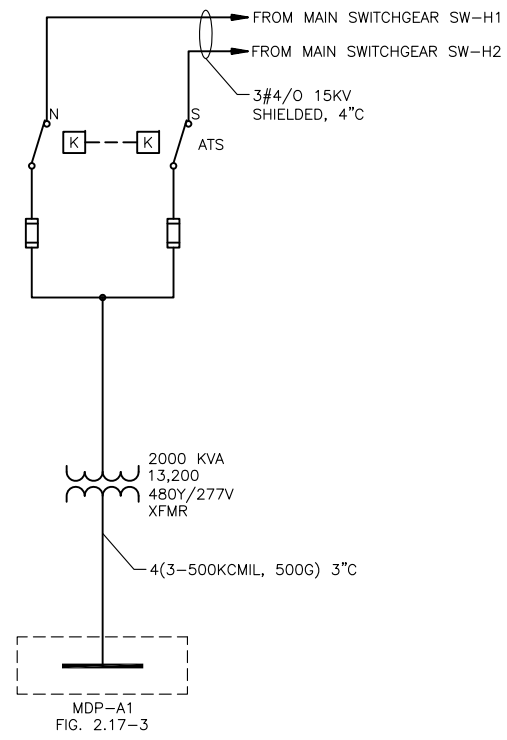 FROM MAIN SWITCHGEAR SW-H1
FROM MAIN SWITCHGEAR SW-H2
3#4/0 15KV
SHIELDED, 4"C
N
S
K
K
ATS
2000 KVA
13,200
480Y/277V
XFMR
4(3-500KCMIL, 500G) 3"C
MDP-A1
FIG. 2.17-3